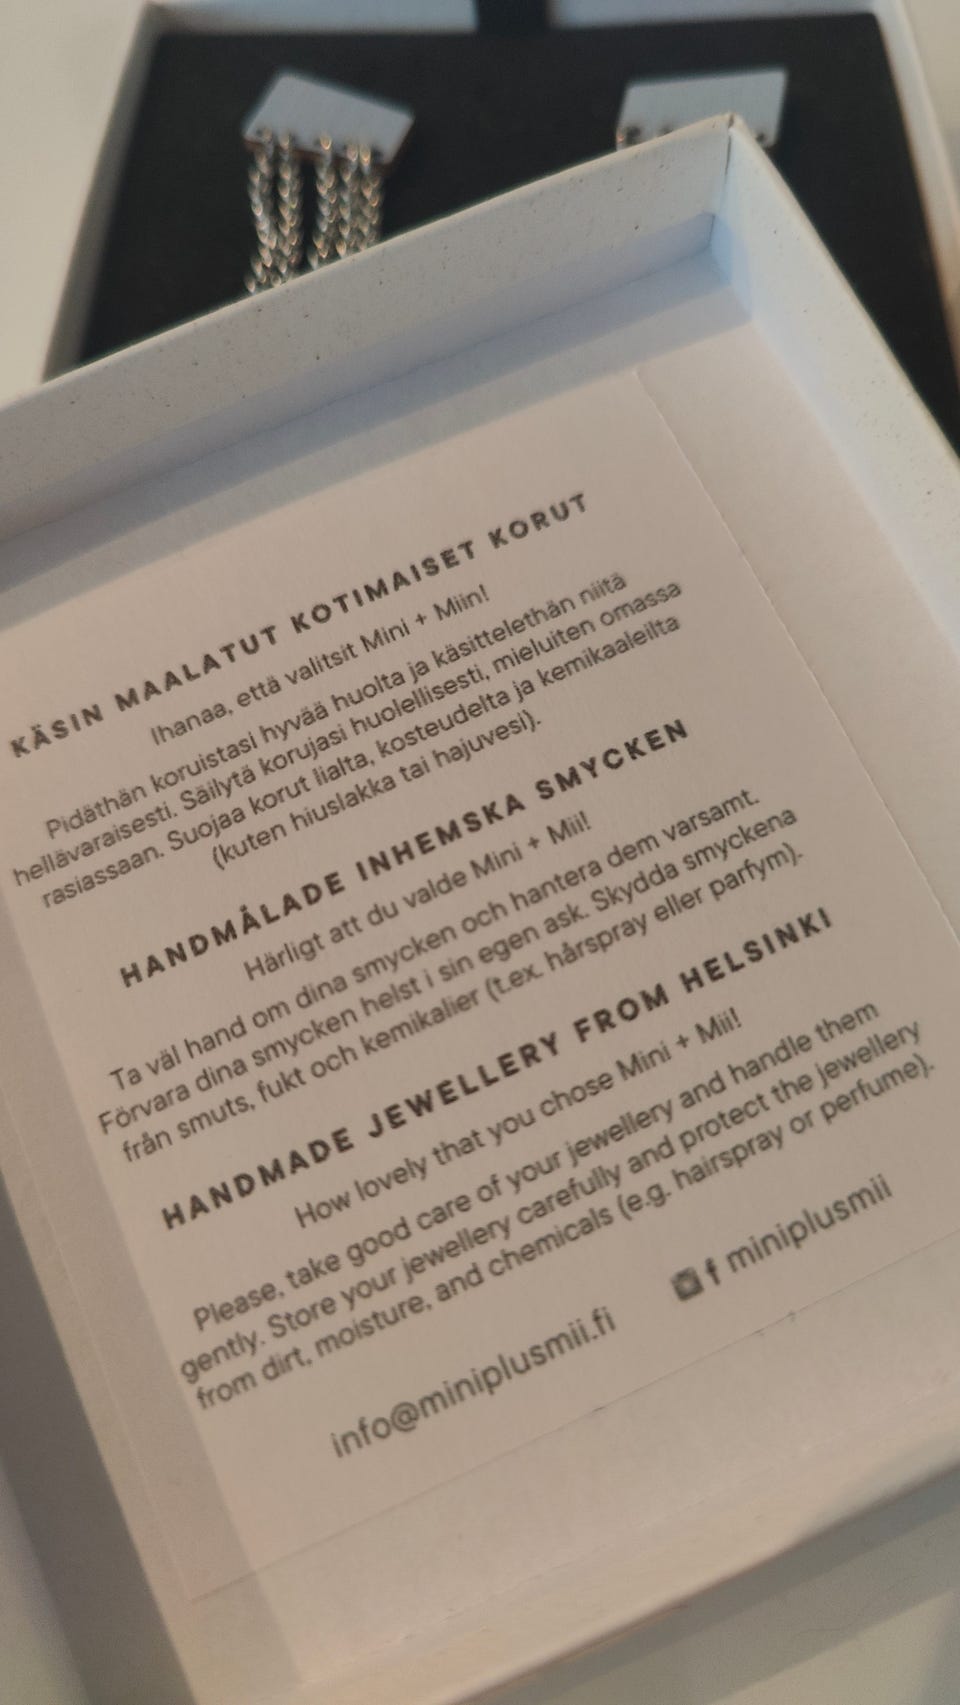 KÄSIN MAALATUT KOTIMAISET KORUT
Ihanaa, että valitsit Mini + Miin!
Pidäthän koruistasi hyvää huolta ja käsittelethän niitä
hellävaraisesti. Säilytä korujasi huolellisesti, mieluiten omassa
rasiassaan. Suojaa korut lialta, kosteudelta ja kemikaaleilta
(kuten hiuslakka tai hajuvesi).
HANDMÅLADE INHEMSKA SMYCKEN
Härligt att du valde Mini + Mii!
Ta väl hand om dina smycken och hantera dem varsamt.
Förvara dina smycken helst i sin egen ask. Skydda smyckena
från smuts, fukt och kemikalier (t.ex. hårspray eller parfym).
HANDMADE JEWELLERY FROM HELSINKI
How lovely that you chose Mini + Mii!
Please, take good care of your jewellery and handle them
gently. Store your jewellery carefully and protect the jewellery
from dirt, moisture, and chemicals (e.g. hairspray or perfume).
info@miniplusmii.fi
f miniplusmii